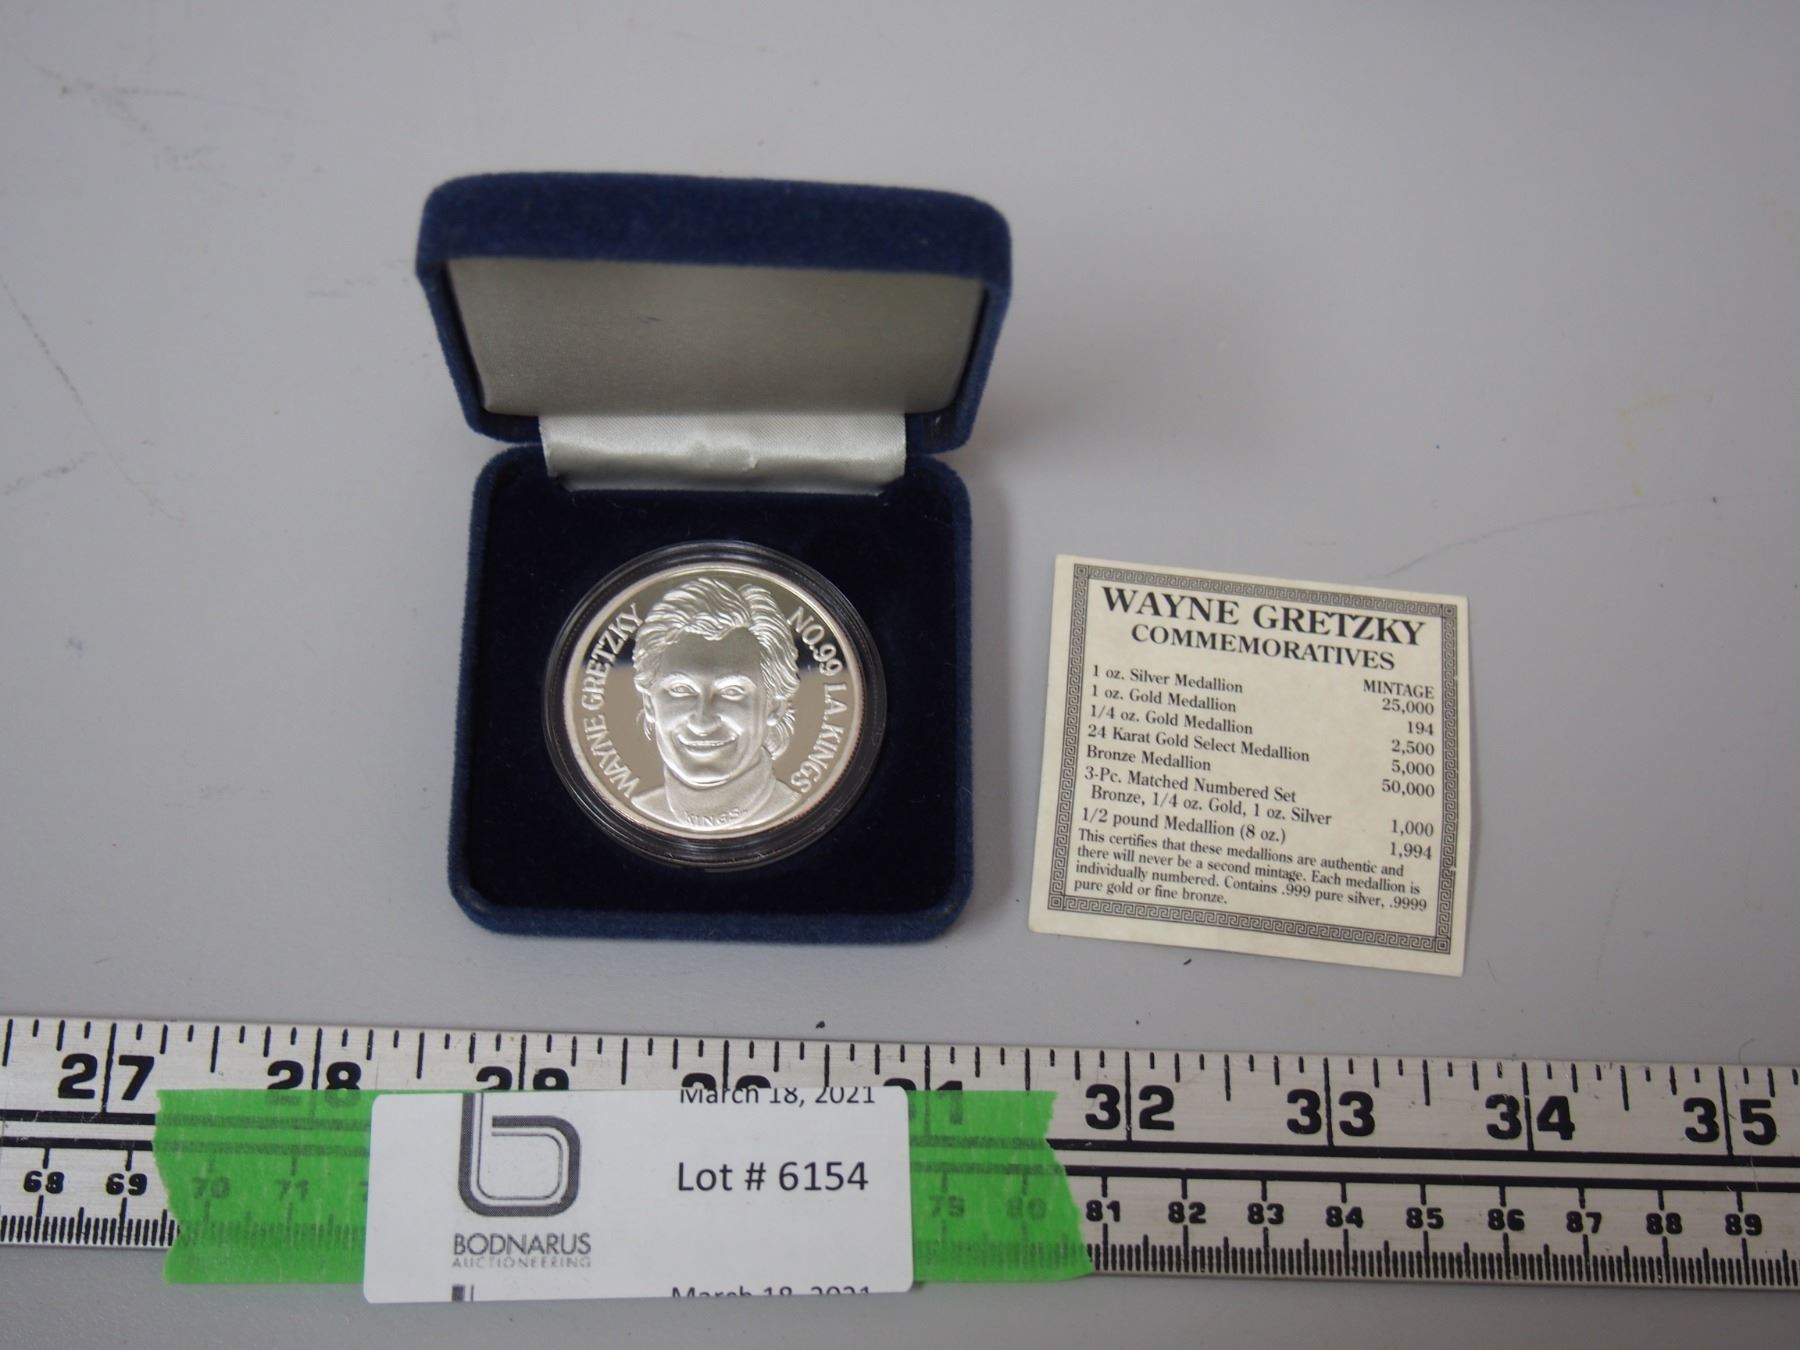 WAYNE GRETZKY NO.99 L.A.KINGS
KINGS
WAYNE GRETZKY
COMMEMORATIVES
MINTAGE
1 oz. Silver Medallion 25,000
1 oz. Gold Medallion 194
1/4 oz. Gold Medallion 2,500
24 Karat Gold Select Medallion 5,000
Bronze Medallion 50,000
3-Pc. Matched Numbered Set
Bronze, 1/4 oz. Gold, 1 oz. Silver 1,000
1/2 pound Medallion (8 oz.) 1,994
This certifies that these medallions are authentic and
there will never be a second mintage. Each medallion is
individually numbered. Contains .999 pure silver, .9999
pure gold or fine bronze.
27 28 29 31 32 33 34 35
March 18, 2021
Lot # 6154
BODNARUS
AUCTIONEERING
March 18, 2021
68 69 70 71 79 80 81 82 83 84 85 86 87 88 89